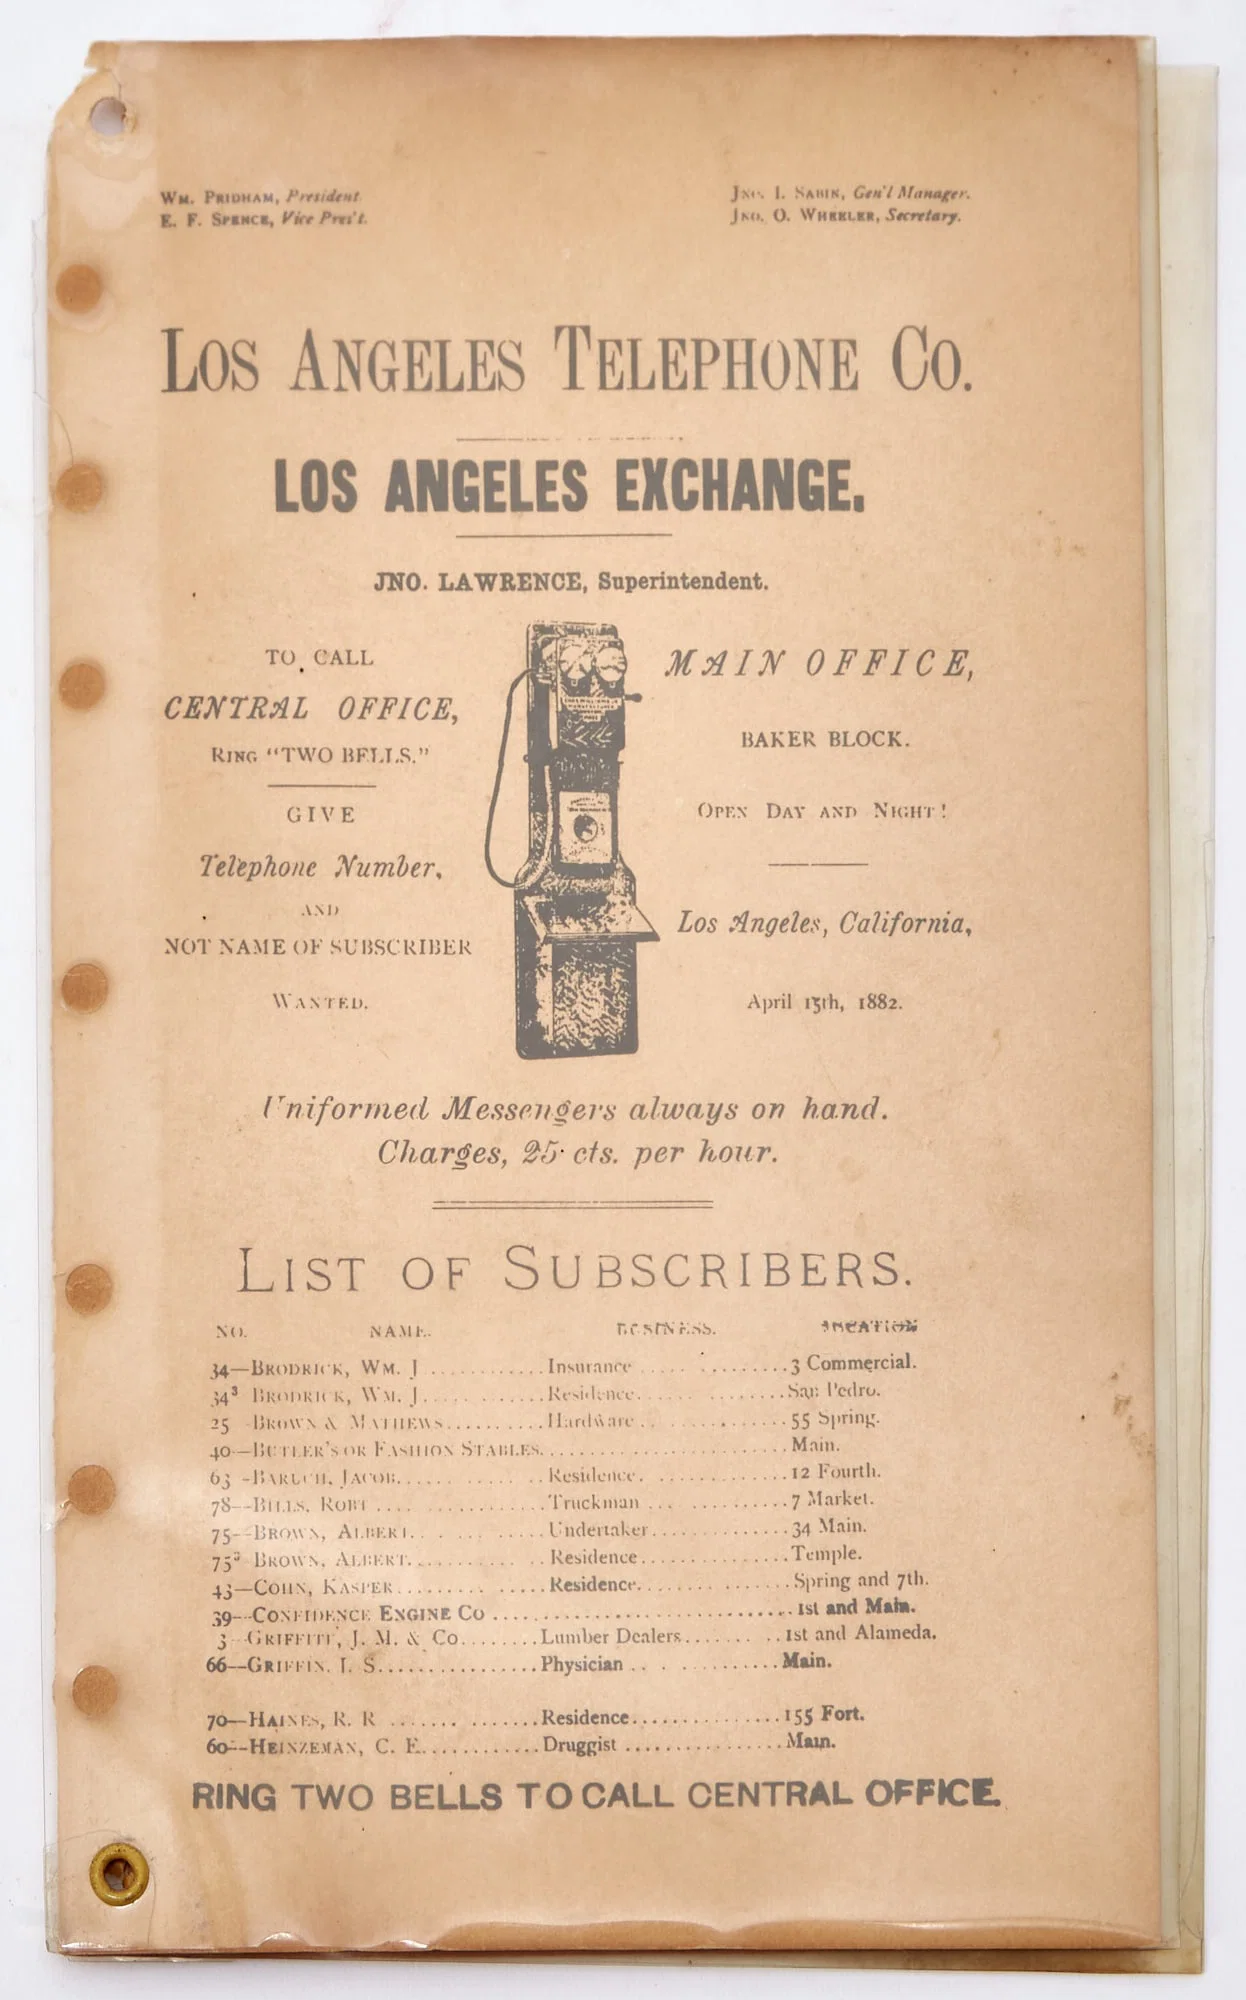 Wm. Pridham, President.
E. F. Spence, Vice Pres't.
Jno. I. Sabin, Gen'l Manager.
Jno. O. Wheeler, Secretary.
Los Angeles Telephone Co.
LOS ANGELES EXCHANGE.
JNO. LAWRENCE, Superintendent.
TO CALL
CENTRAL OFFICE,
Ring "TWO BELLS."
GIVE
Telephone Number,
AND
NOT NAME OF SUBSCRIBER
Wanted.
MAIN OFFICE,
BAKER BLOCK.
Open Day and Night!
Los Angeles, California,
April 15th, 1882.
Uniformed Messengers always on hand.
Charges, 25 cts. per hour.
List of Subscribers.
NO. NAME. BUSINESS. LOCATION
34—Brodrick, Wm. J ............Insurance ..............3 Commercial.
34³ Brodrick, Wm. J............Residence..............San Pedro.
25 -Brown & Mathews..........Hardware ..............55 Spring.
40—Butler's or Fashion Stables.........................Main.
63 -Baruch, Jacob...............Residence. .............12 Fourth.
78--Bills, Robt ..................Truckman ..............7 Market.
75--Brown, Albert..............Undertaker..............34 Main.
75³ Brown, Albert..............Residence...............Temple.
43—Cohn, Kasper..............Residence...............Spring and 7th.
39--Confidence Engine Co ...............................1st and Main.
3--Griffith, J. M. & Co..........Lumber Dealers..........1st and Alameda.
66—Griffin, J. S.................Physician ..............Main.
70—Haines, R. R ...............Residence...............155 Fort.
60—Heinzeman, C. F............Druggist ...............Main.
RING TWO BELLS TO CALL CENTRAL OFFICE.